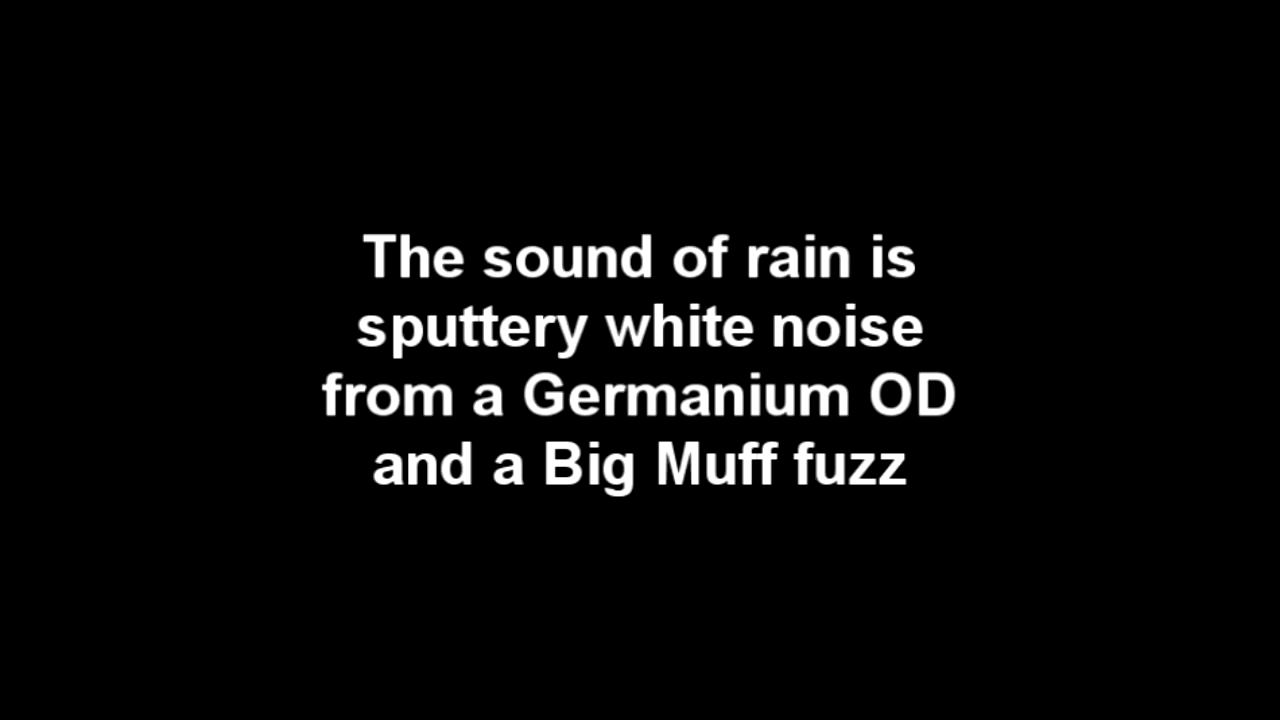 The sound of rain is
sputtery white noise
from a Germanium OD
and a Big Muff fuzz